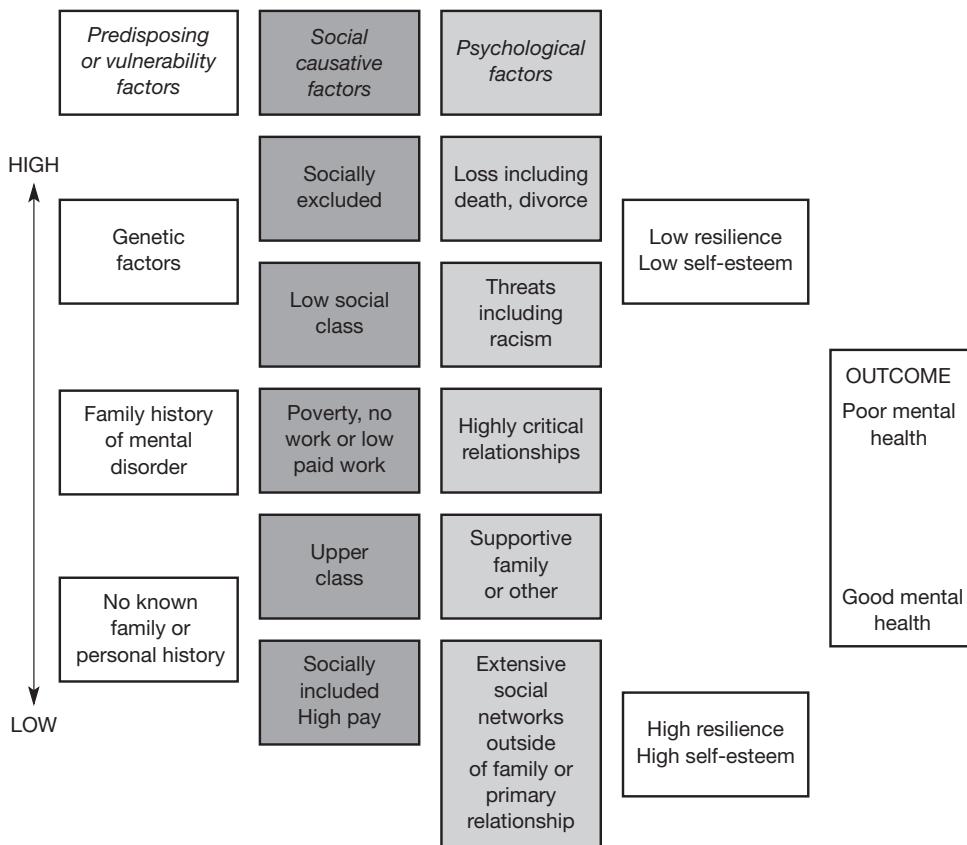 Predisposing
or vulnerability
factors
Social
causative
factors
Psychological
factors
HIGH
LOW
Genetic
factors
Family history
of mental
disorder
No known
family or
personal history
Socially
excluded
Low social
class
Poverty, no
work or low
paid work
Upper
class
Socially
included
High pay
Loss including
death, divorce
Threats
including
racism
Highly critical
relationships
Supportive
family
or other
Extensive
social
networks
outside
of family or
primary
relationship
Low resilience
Low self-esteem
High resilience
High self-esteem
OUTCOME
Poor mental
health
Good mental
health